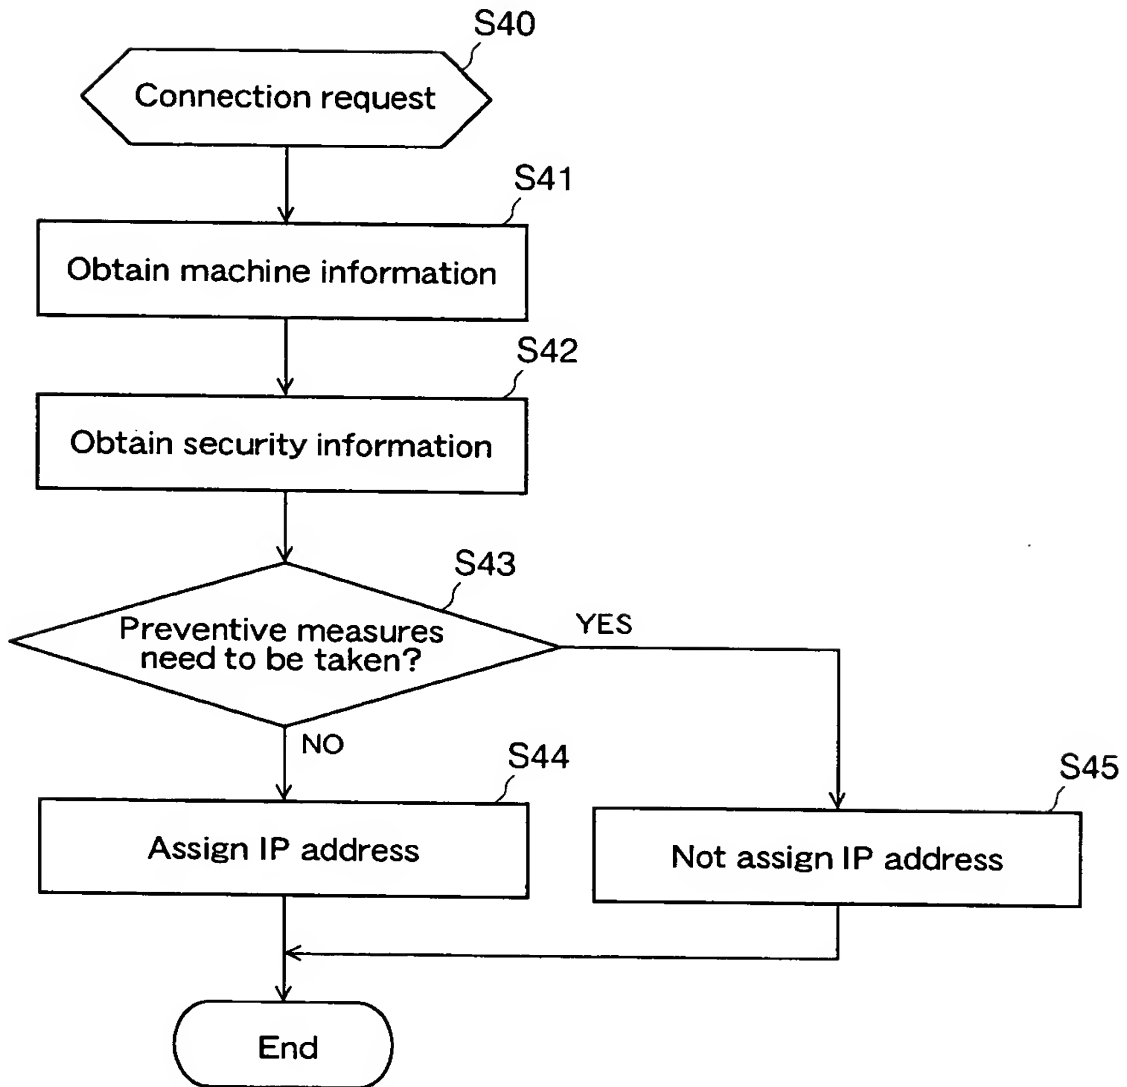 S40
Connection request
S41
Obtain machine information
S42
Obtain security information
S43
Preventive measures
need to be taken?
YES
NO
S44
Assign IP address
S45
Not assign IP address
End